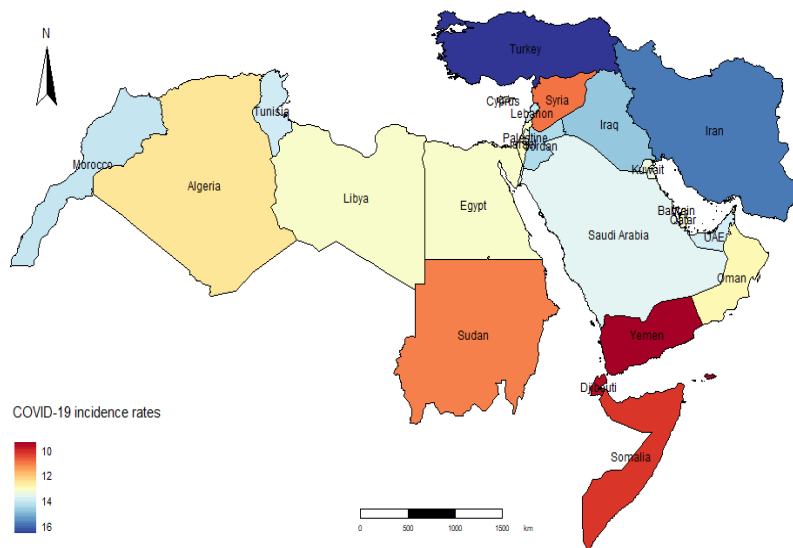 N
Turkey
Cyprus
Syria
Lebanon
Iraq
Iran
Tunisia
Palestine
Jordan
Morocco
Kuwait
Algeria
Libya
Egypt
Bahrain
Qatar
Saudi Arabia
UAE
Oman
Sudan
Yemen
Djibouti
COVID-19 incidence rates
10
12
14
16
Somalia
0 500 1000 1500 km